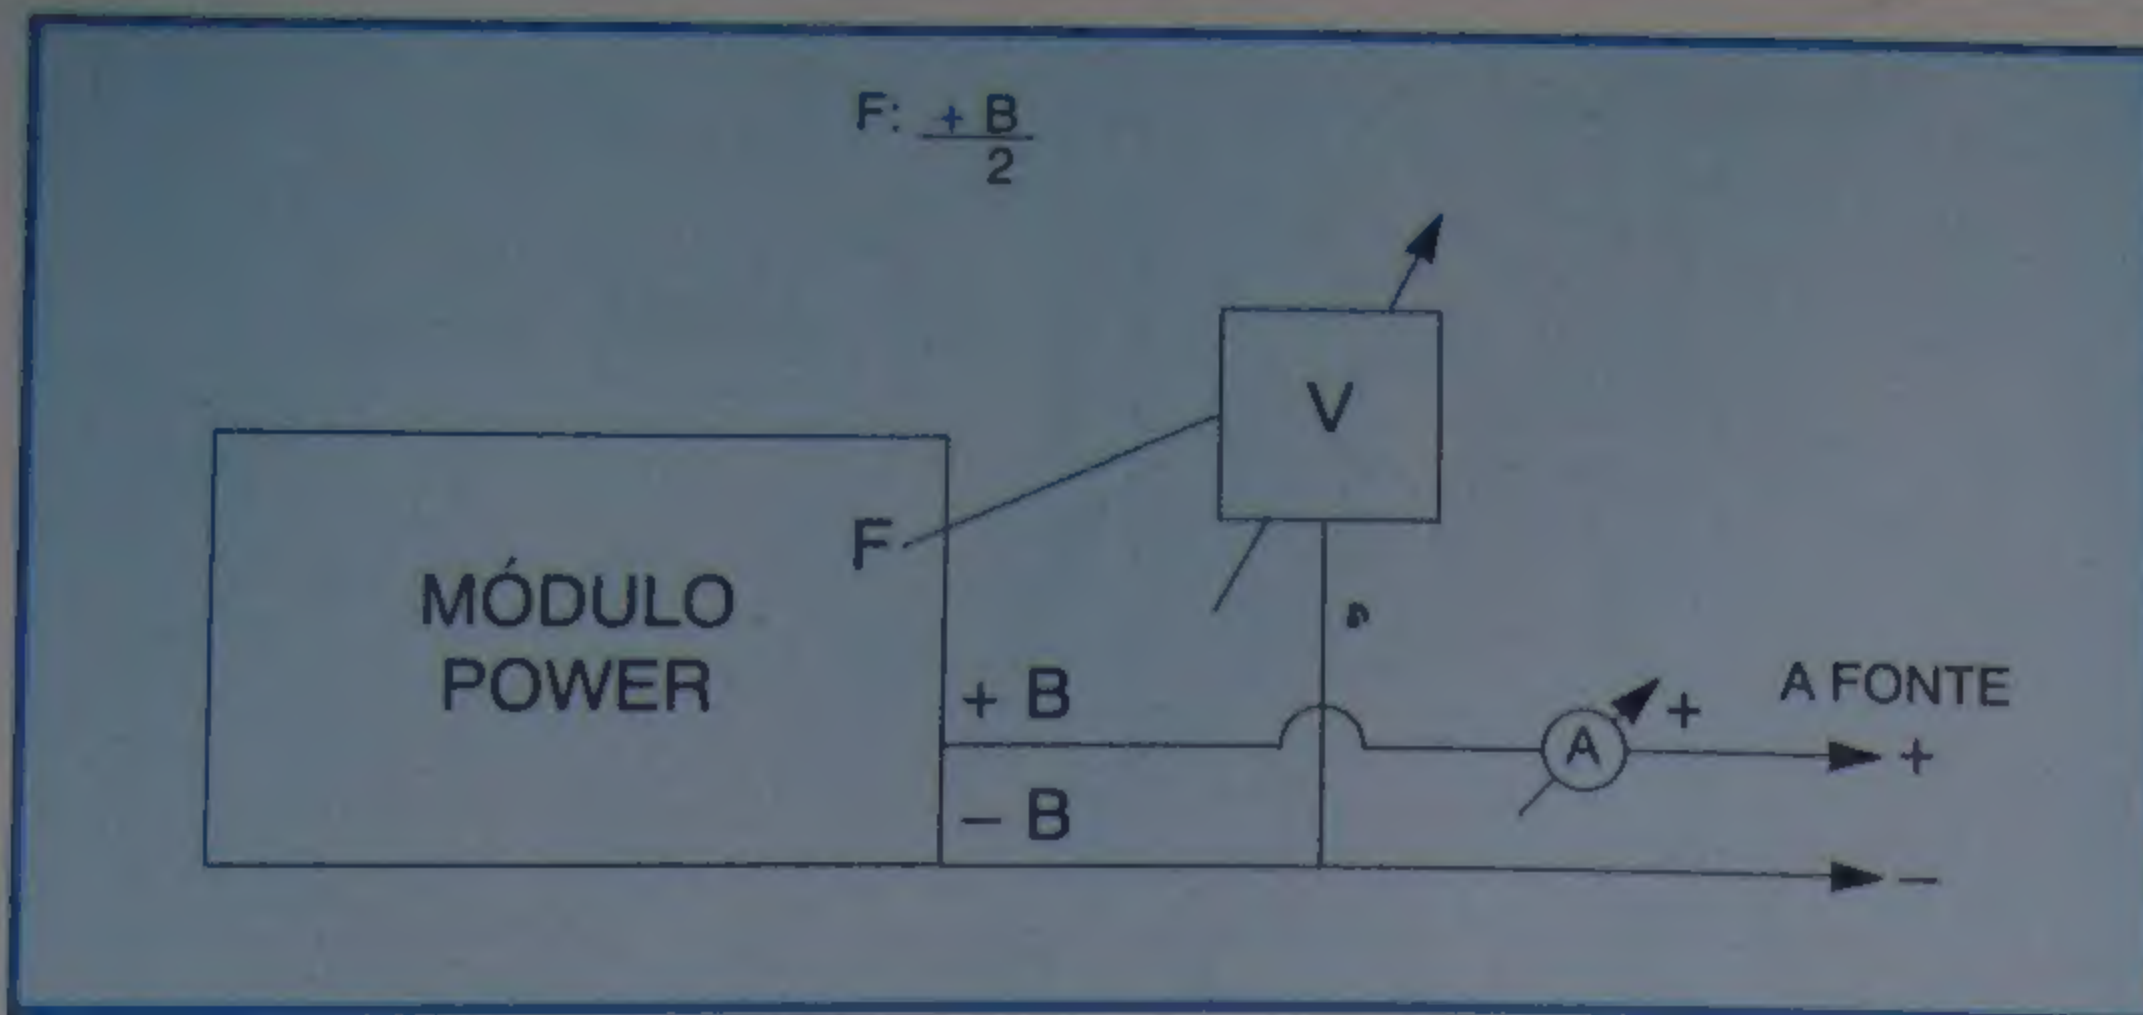 F: + B
2
V
F
MÓDULO
POWER
+ B
A FONTE
A +
+
− B
−